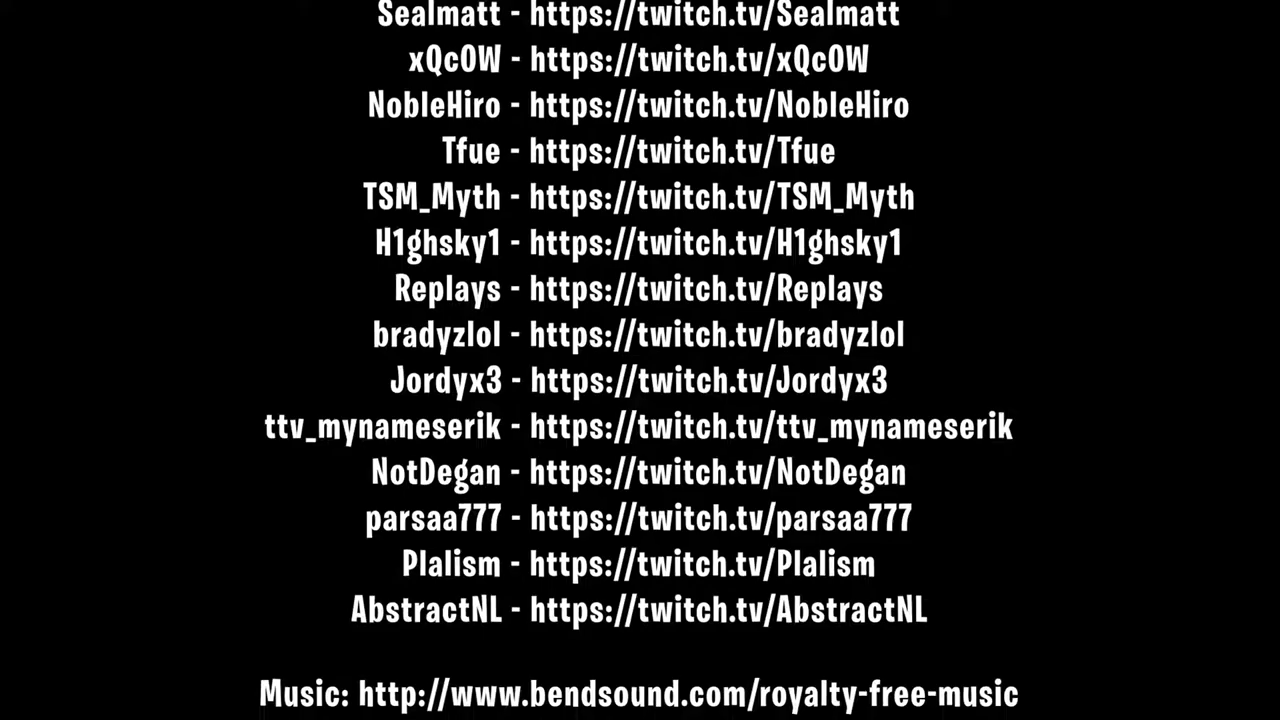 Sealmatt - https://twitch.tv/Sealmatt
xQcOW - https://twitch.tv/xQcOW
NobleHiro - https://twitch.tv/NobleHiro
Tfue - https://twitch.tv/Tfue
TSM_Myth - https://twitch.tv/TSM_Myth
H1ghsky1 - https://twitch.tv/H1ghsky1
Replays - https://twitch.tv/Replays
bradyzlol - https://twitch.tv/bradyzlol
Jordyx3 - https://twitch.tv/Jordyx3
ttv_mynameserik - https://twitch.tv/ttv_mynameserik
NotDegan - https://twitch.tv/NotDegan
parsaa777 - https://twitch.tv/parsaa777
Plalism - https://twitch.tv/Plalism
AbstractNL - https://twitch.tv/AbstractNL
Music: http://www.bendsound.com/royalty-free-music